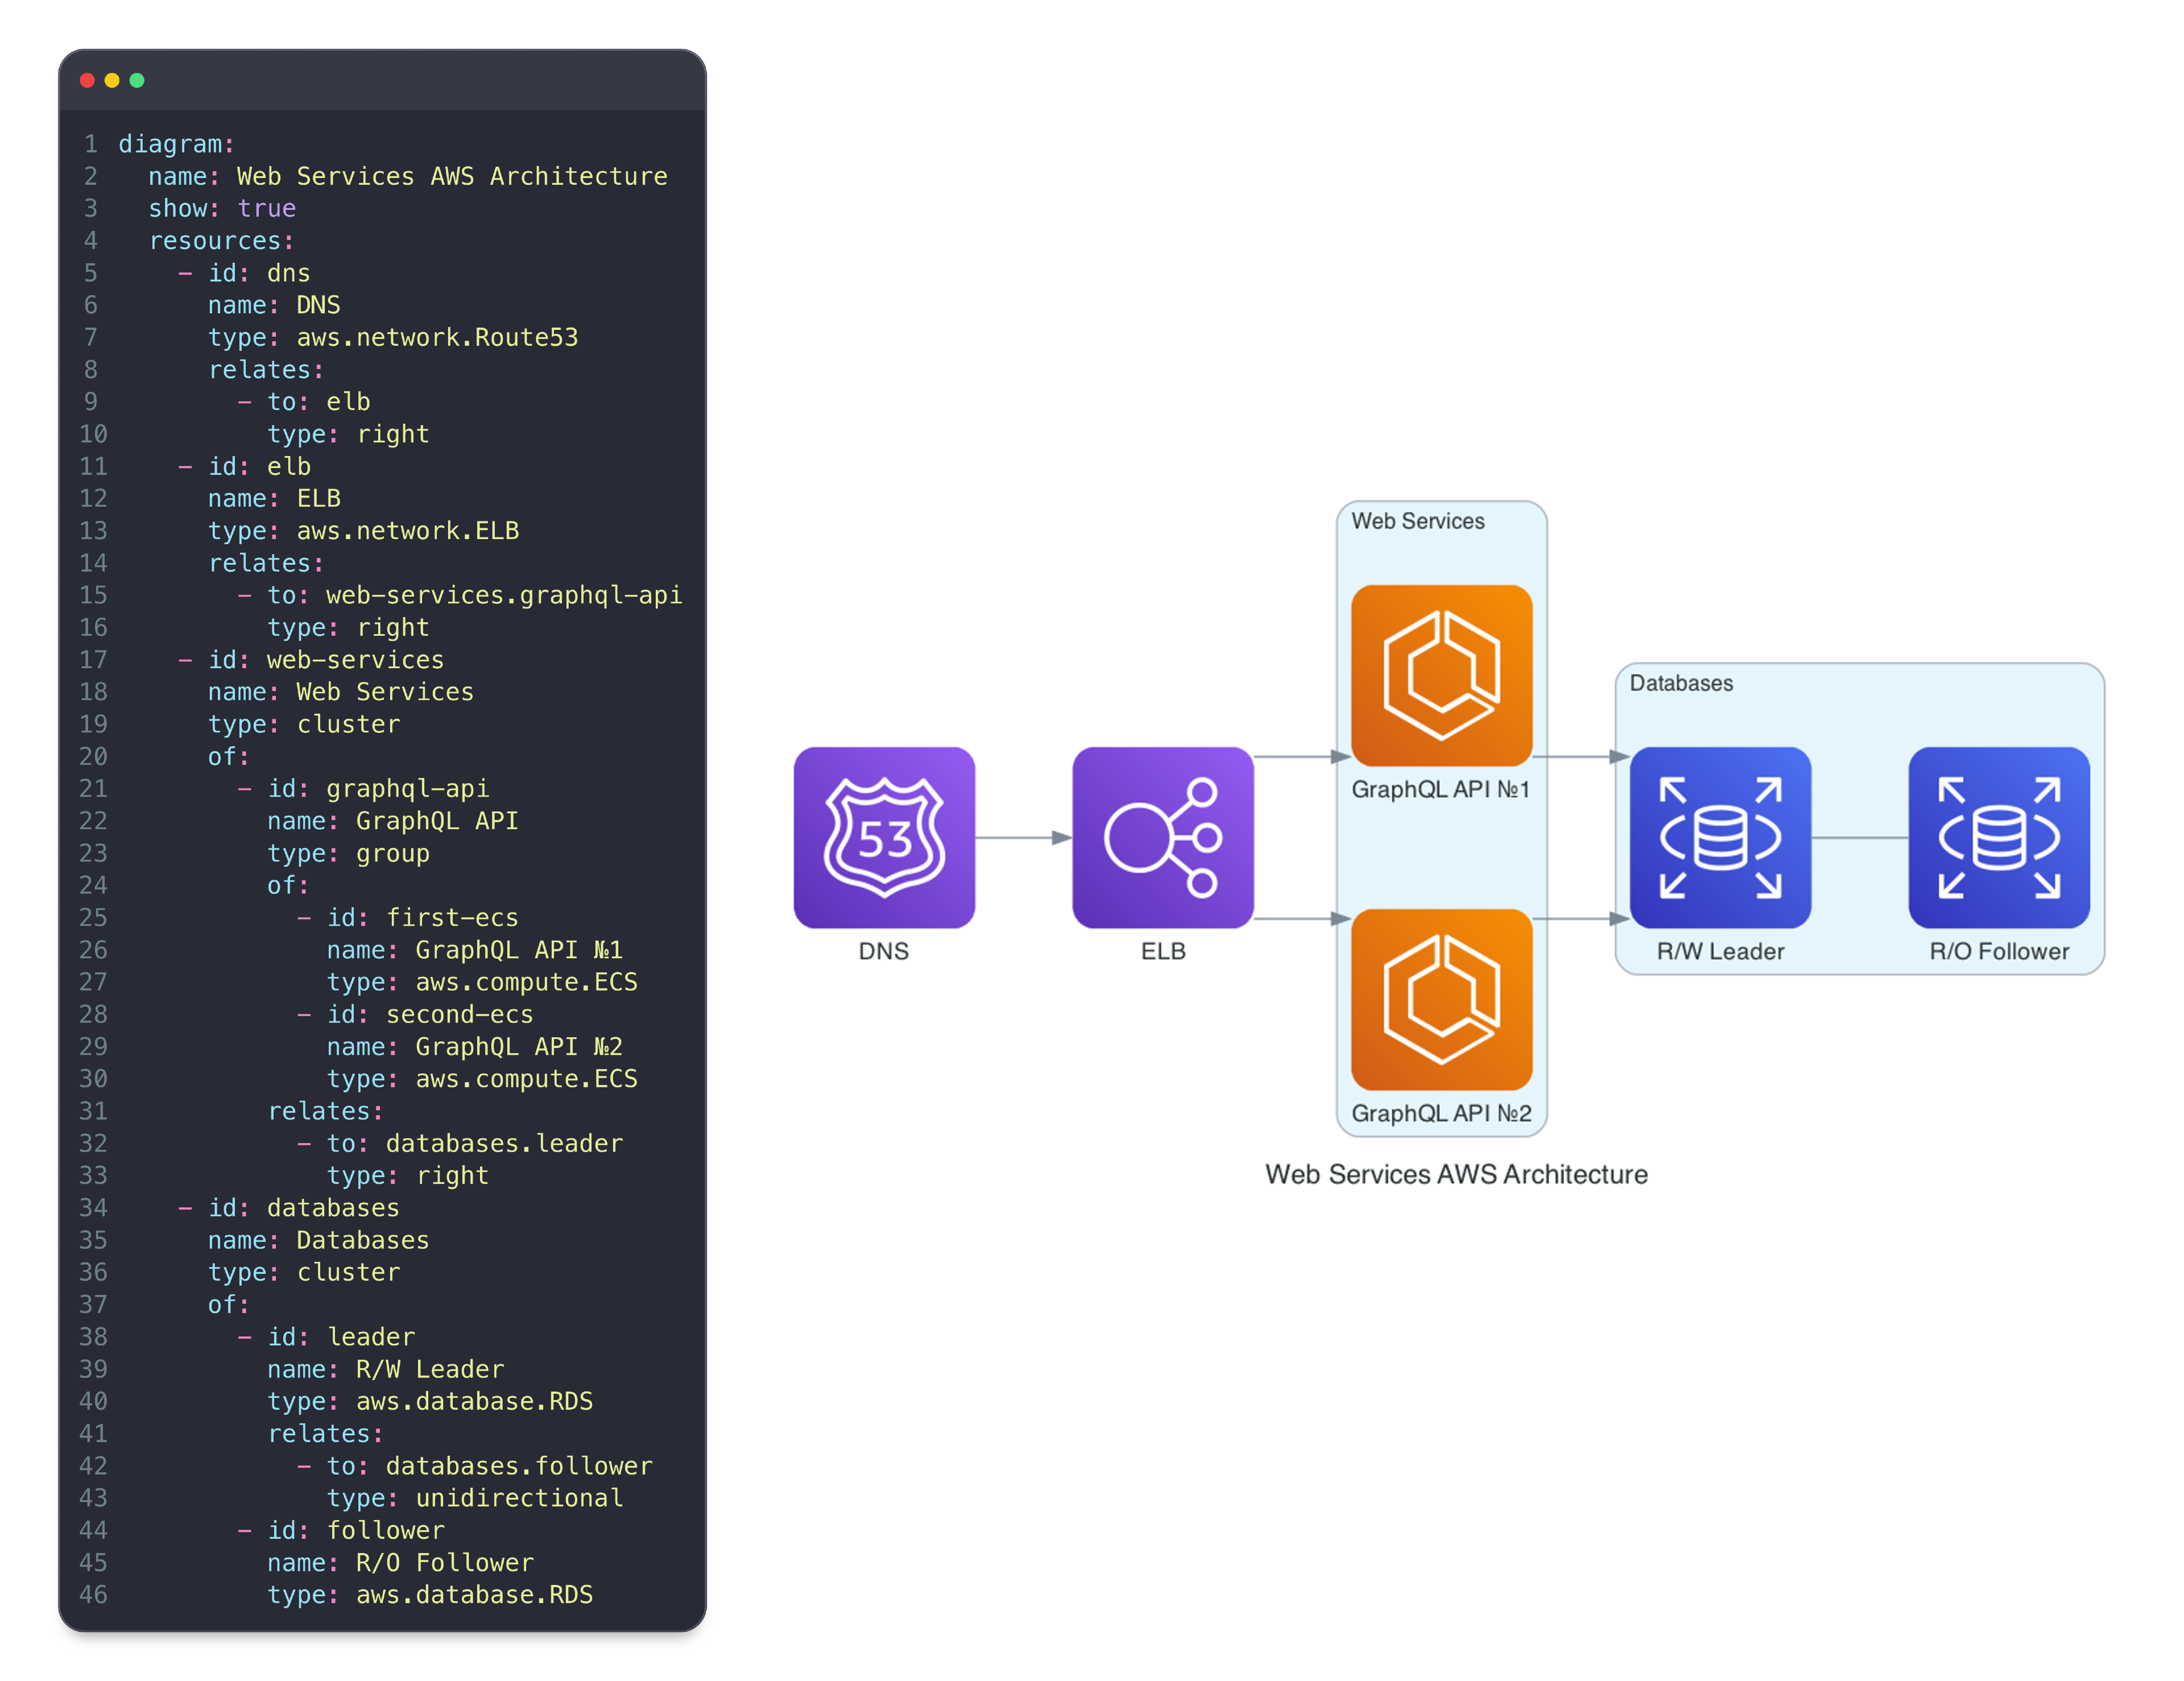 1 diagram:
2   name: Web Services AWS Architecture
3   show: true
4   resources:
5     - id: dns
6       name: DNS
7       type: aws.network.Route53
8       relates:
9         - to: elb
10           type: right
11     - id: elb
12       name: ELB
13       type: aws.network.ELB
14       relates:
15         - to: web-services.graphql-api
16           type: right
17     - id: web-services
18       name: Web Services
19       type: cluster
20       of:
21         - id: graphql-api
22           name: GraphQL API
23           type: group
24           of:
25             - id: first-ecs
26               name: GraphQL API №1
27               type: aws.compute.ECS
28             - id: second-ecs
29               name: GraphQL API №2
30               type: aws.compute.ECS
31           relates:
32             - to: databases.leader
33               type: right
34     - id: databases
35       name: Databases
36       type: cluster
37       of:
38         - id: leader
39           name: R/W Leader
40           type: aws.database.RDS
41           relates:
42             - to: databases.follower
43               type: unidirectional
44         - id: follower
45           name: R/O Follower
46           type: aws.database.RDS
53
DNS
ELB
Web Services
GraphQL API №1
GraphQL API №2
Databases
R/W Leader
R/O Follower
Web Services AWS Architecture